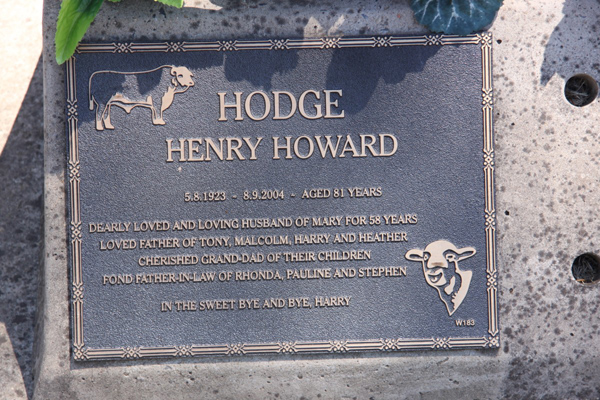 HODGE
HENRY HOWARD
5.8.1923 - 8.9.2004 - AGED 81 YEARS
DEARLY LOVED AND LOVING HUSBAND OF MARY FOR 58 YEARS
LOVED FATHER OF TONY, MALCOLM, HARRY AND HEATHER
CHERISHED GRAND-DAD OF THEIR CHILDREN
FOND FATHER-IN-LAW OF RHONDA, PAULINE AND STEPHEN
IN THE SWEET BYE AND BYE, HARRY
W183